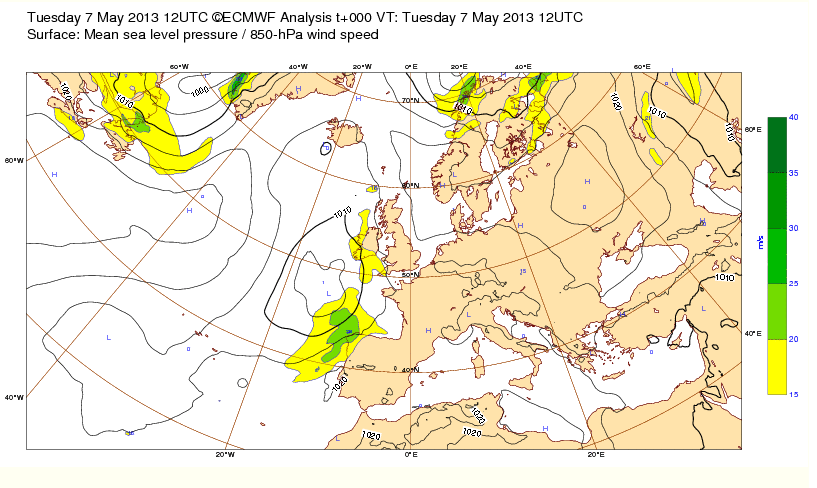 Tuesday 7 May 2013 12UTC ©ECMWF Analysis t+000 VT: Tuesday 7 May 2013 12UTC
Surface: Mean sea level pressure / 850-hPa wind speed
60°W 40°W 20°W 0°E 20°E 40°E 60°E
1020 1010 1000 70°N 1010 1020 1010 1010
60°E
60°W
60°N
1010
50°N
1010
40°E
40°N
1020
40°W
1020 1020 1020
20°W 0°E 20°E
40
35
30
m/s
25
20
15